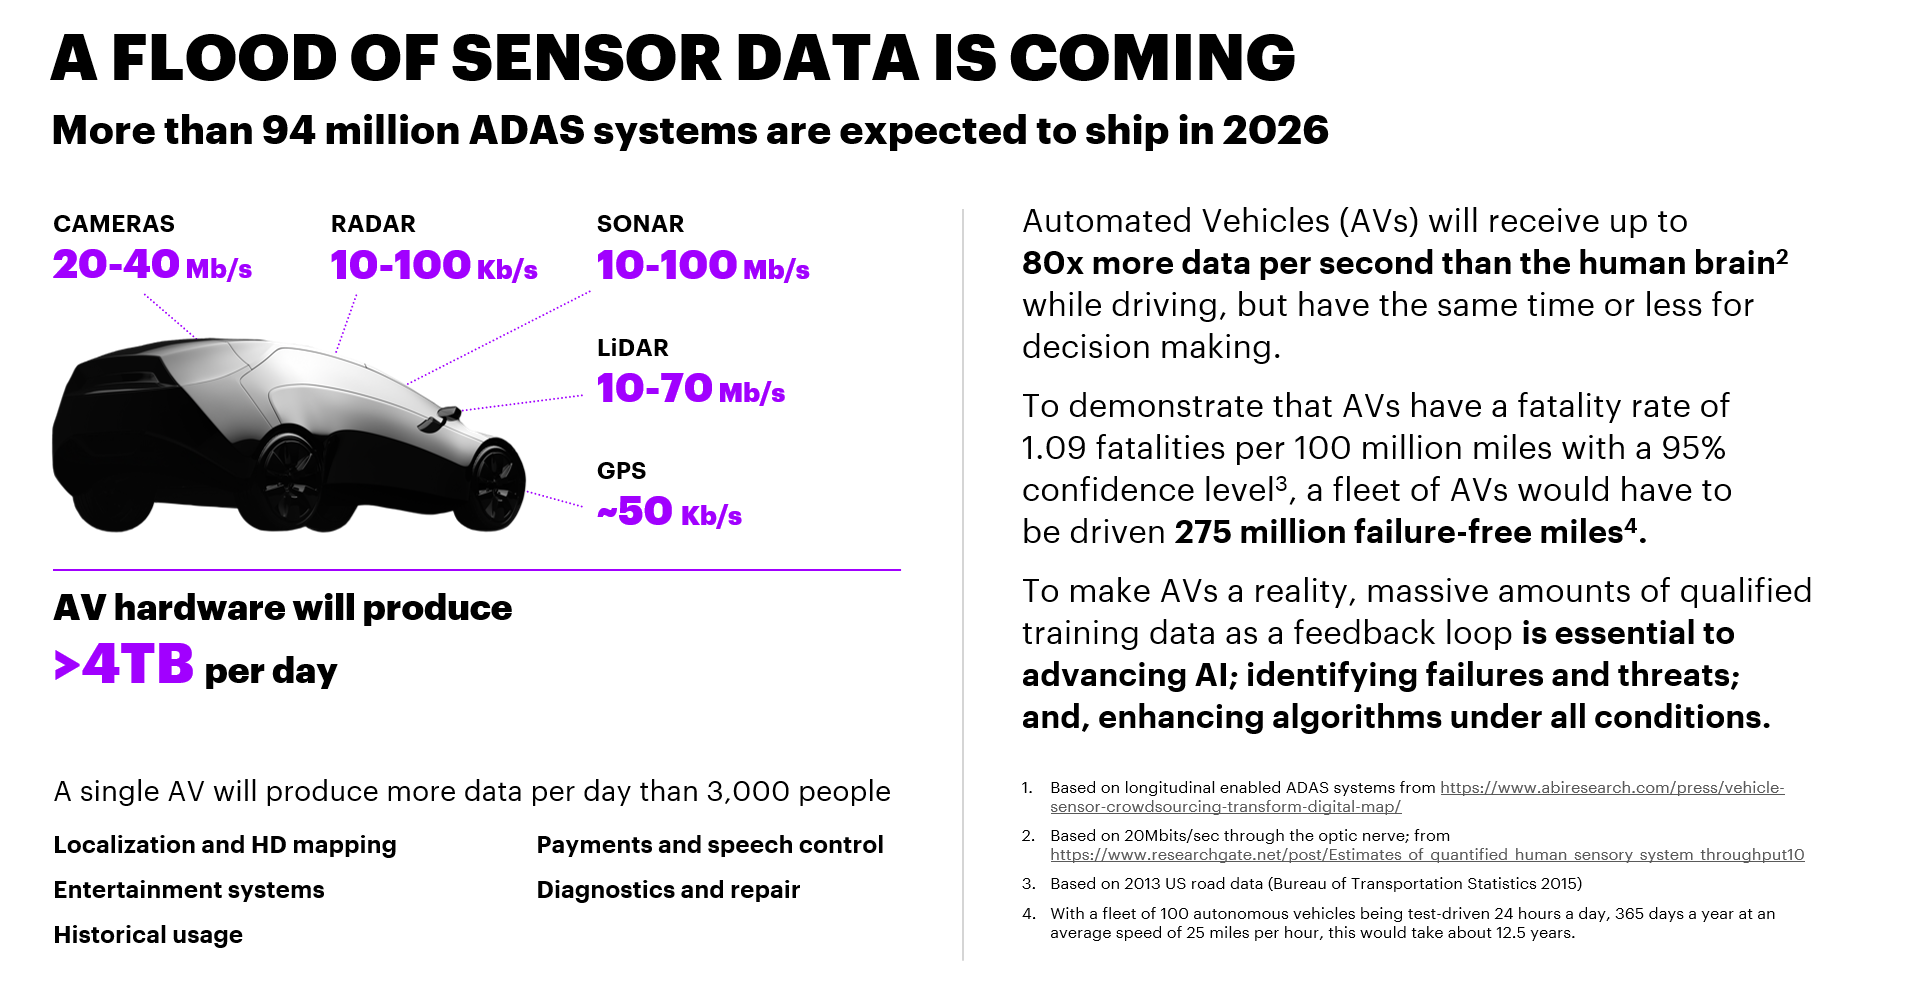 A FLOOD OF SENSOR DATA IS COMING
More than 94 million ADAS systems are expected to ship in 2026
CAMERAS
20-40 Mb/s
RADAR
10-100 Kb/s
SONAR
10-100 Mb/s
LiDAR
10-70 Mb/s
GPS
~50 Kb/s
AV hardware will produce
>4TB per day
A single AV will produce more data per day than 3,000 people
Localization and HD mapping
Entertainment systems
Historical usage
Payments and speech control
Diagnostics and repair
Automated Vehicles (AVs) will receive up to
80x more data per second than the human brain²
while driving, but have the same time or less for
decision making.
To demonstrate that AVs have a fatality rate of
1.09 fatalities per 100 million miles with a 95%
confidence level³, a fleet of AVs would have to
be driven 275 million failure-free miles⁴.
To make AVs a reality, massive amounts of qualified
training data as a feedback loop is essential to
advancing AI; identifying failures and threats;
and, enhancing algorithms under all conditions.
1. Based on longitudinal enabled ADAS systems from https://www.abiresearch.com/press/vehicle-
sensor-crowdsourcing-transform-digital-map/
2. Based on 20Mbits/sec through the optic nerve; from
https://www.researchgate.net/post/Estimates_of_quantified_human_sensory_system_throughput10
3. Based on 2013 US road data (Bureau of Transportation Statistics 2015)
4. With a fleet of 100 autonomous vehicles being test-driven 24 hours a day, 365 days a year at an
average speed of 25 miles per hour, this would take about 12.5 years.